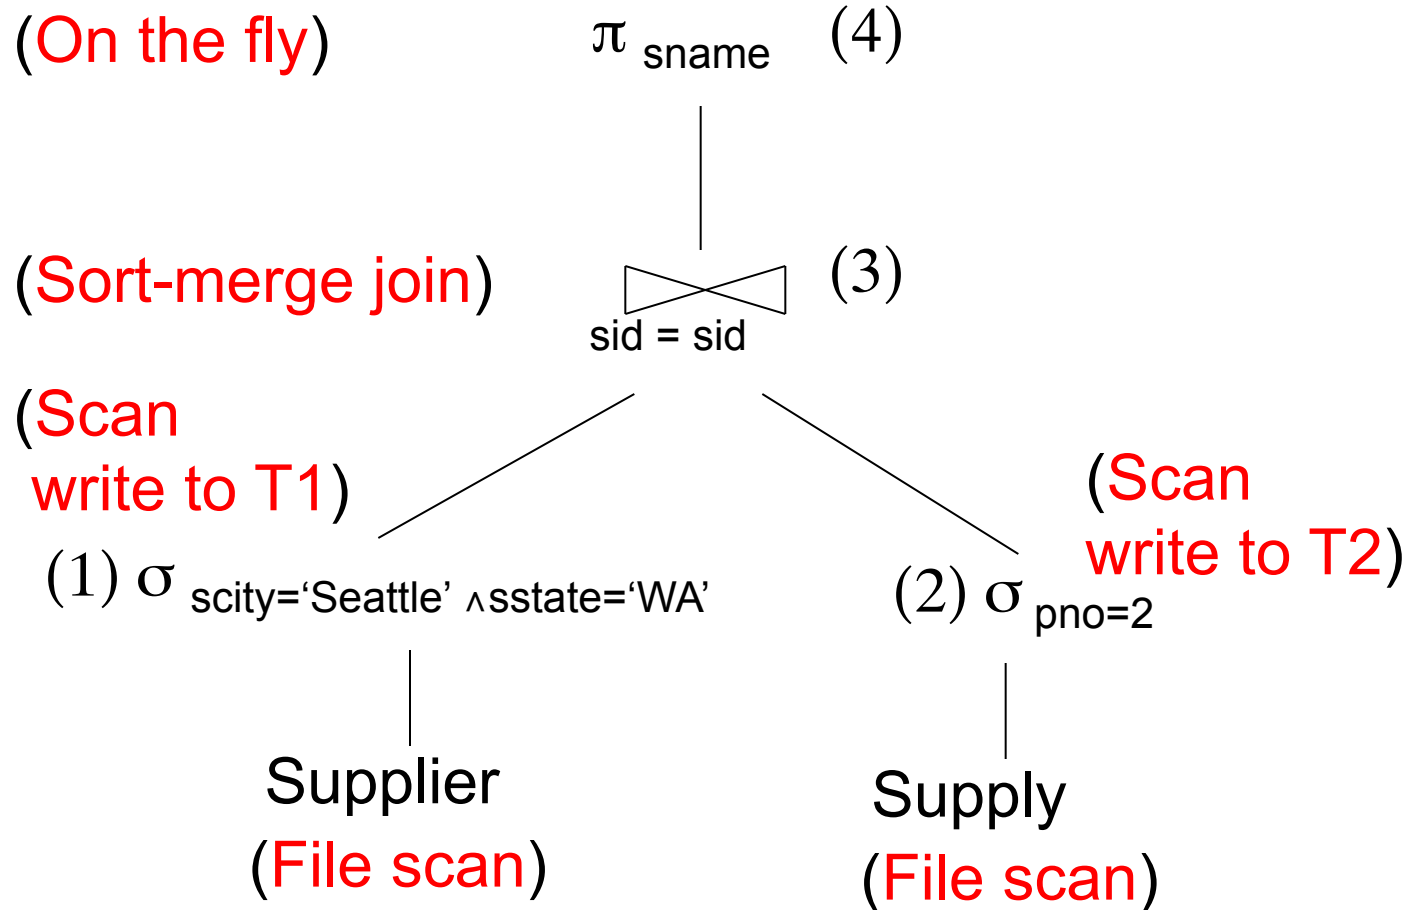 (On the fly) π sname (4)
(Sort-merge join) (3)
sid = sid
(Scan
write to T1)
(Scan
write to T2)
(1) σ scity=‘Seattle’ ∧sstate=‘WA’
(2) σ pno=2
Supplier
Supply
(File scan)
(File scan)